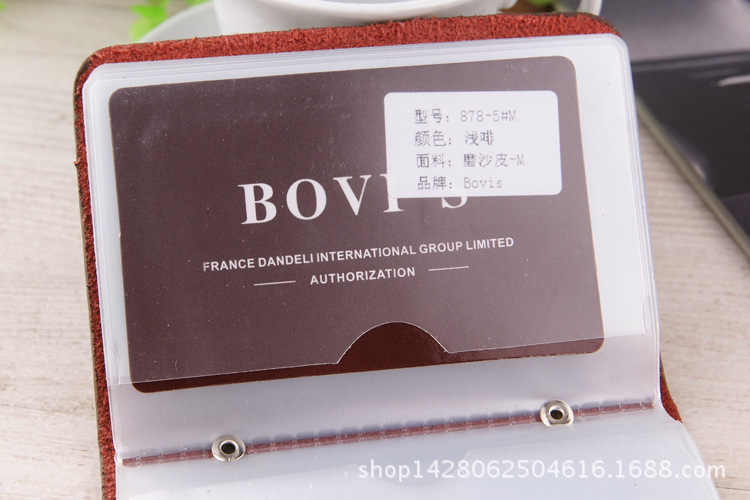 型号: 878-5#M
颜色: 浅啡
面料: 磨沙皮-M
品牌: Bovis
BOVI S
FRANCE DANDELI INTERNATIONAL GROUP LIMITED
AUTHORIZATION
shop1428062504616.1688.com